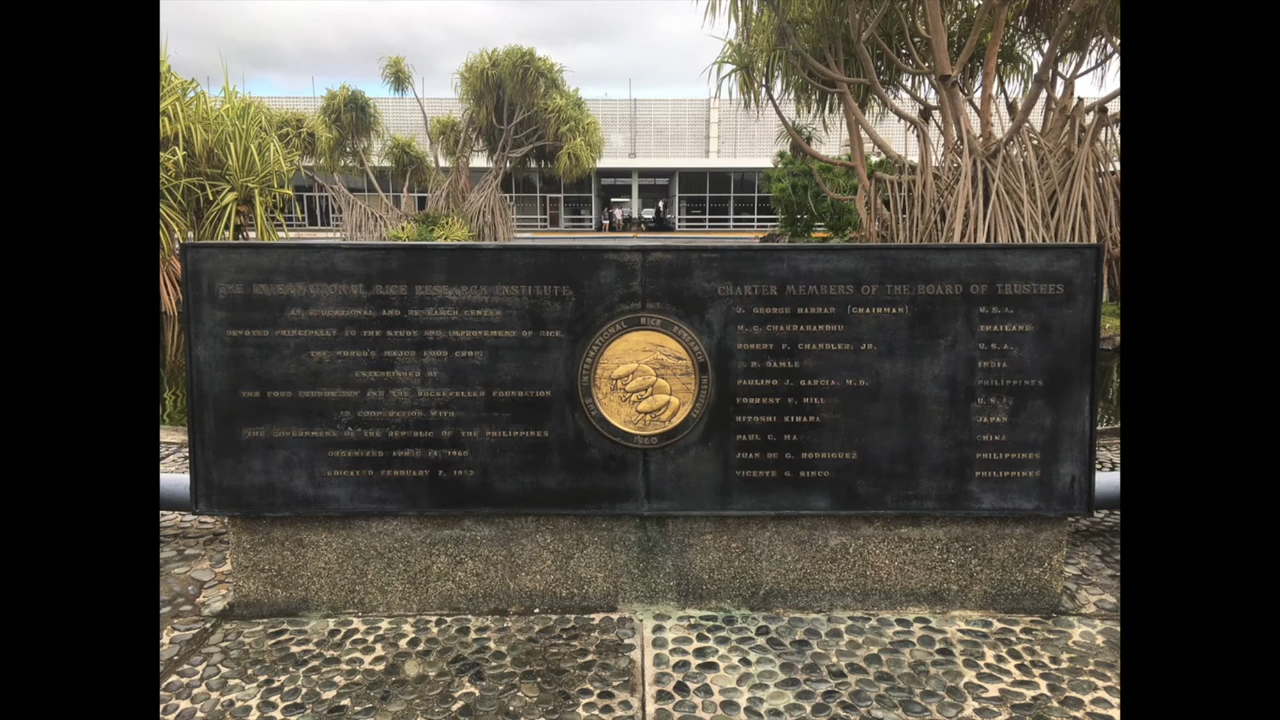 THE INTERNATIONAL RICE RESEARCH INSTITUTE
AN EDUCATIONAL AND RESEARCH CENTER
DEVOTED PRINCIPALLY TO THE STUDY AND IMPROVEMENT OF RICE,
THE WORLD'S MAJOR FOOD CROP
ESTABLISHED BY
THE FORD FOUNDATION AND THE ROCKEFELLER FOUNDATION
IN COOPERATION WITH
THE GOVERNMENT OF THE REPUBLIC OF THE PHILIPPINES
ORGANIZED APRIL 14, 1960
DEDICATED FEBRUARY 7, 1962
THE INTERNATIONAL RICE RESEARCH INSTITUTE
1960
CHARTER MEMBERS OF THE BOARD OF TRUSTEES
J. GEORGE HARRAR (CHAIRMAN) U.S.A.
M. C. CHAKRABANDHU THAILAND
ROBERT F. CHANDLER, JR. U.S.A.
R. DAMLE INDIA
PAULINO J. GARCIA, M.D. PHILIPPINES
FORREST F. HILL U.S.A.
HITOSHI KIHARA JAPAN
PAUL C. MA CHINA
JUAN DE G. RODRIGUEZ PHILIPPINES
VICENTE G. SINCO PHILIPPINES